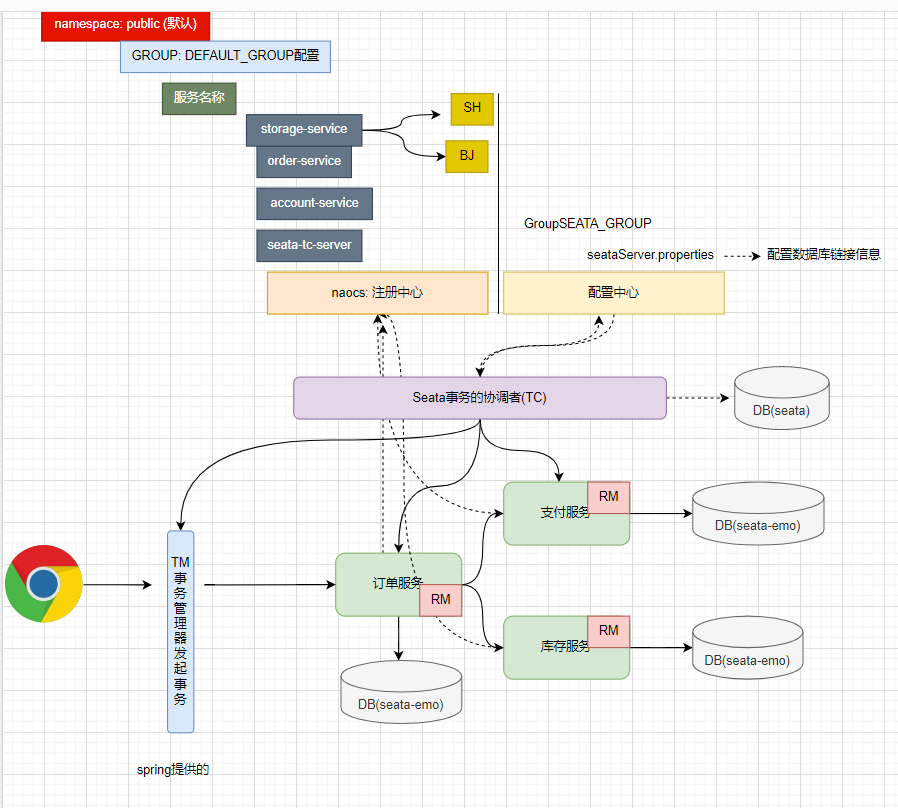 namespace: public (默认)
GROUP: DEFAULT_GROUP配置
服务名称
storage-service
SH
BJ
order-service
account-service
seata-tc-server
GroupSEATA_GROUP
seataServer.properties
配置数据库链接信息
naocs: 注册中心
配置中心
Seata事务的协调者(TC)
DB(seata)
支付服务
RM
DB(seata-emo)
TM
事
务
管
理
器
发
起
事
务
订单服务
RM
库存服务
RM
DB(seata-emo)
DB(seata-emo)
spring提供的